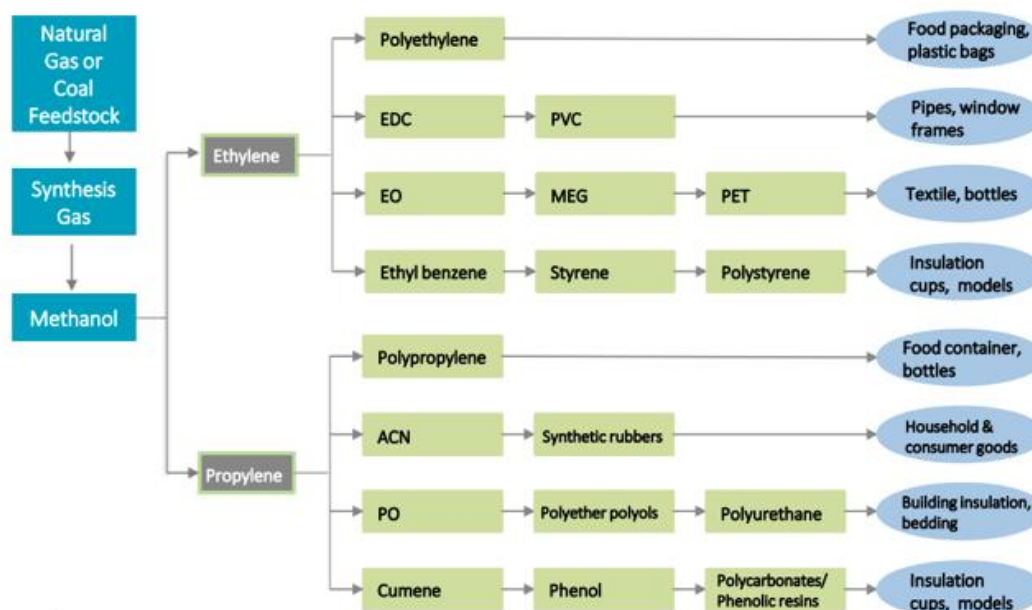 Natural
Gas or
Coal
Feedstock
Synthesis
Gas
Methanol
Ethylene
Propylene
Polyethylene
Food packaging,
plastic bags
EDC
PVC
Pipes, window
frames
EO
MEG
PET
Textile, bottles
Ethyl benzene
Styrene
Polystyrene
Insulation
cups, models
Polypropylene
Food container,
bottles
ACN
Synthetic rubbers
Household &
consumer goods
PO
Polyether polyols
Polyurethane
Building insulation,
bedding
Cumene
Phenol
Polycarbonates/
Phenolic resins
Insulation
cups, models